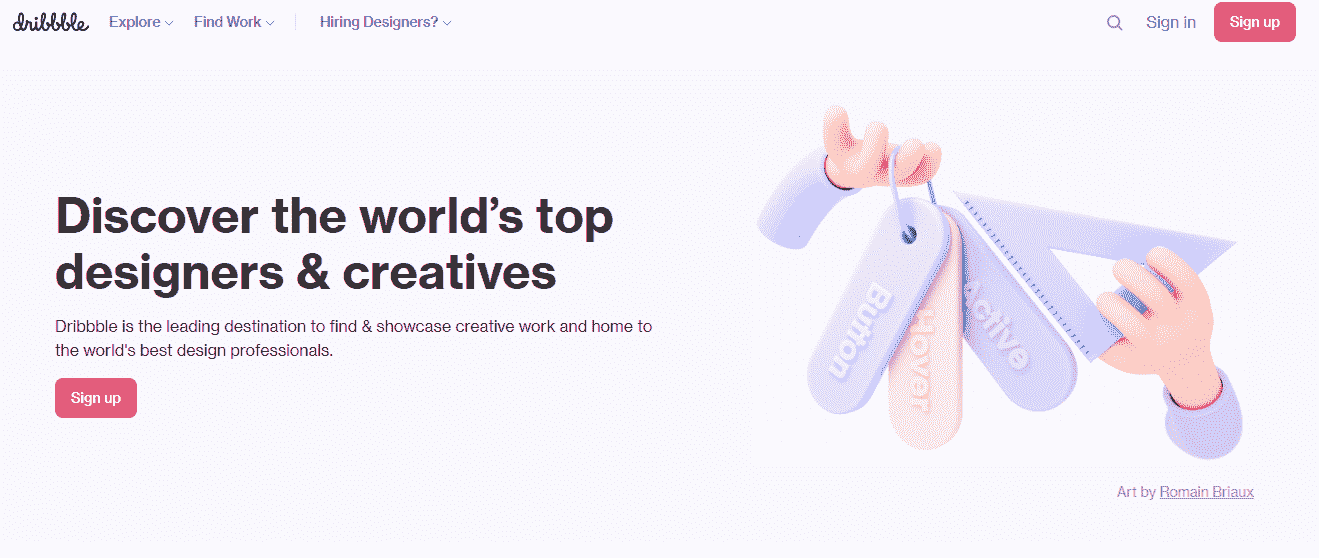 dribbble Explore Find Work Hiring Designers? Sign in Sign up
Discover the world’s top
designers & creatives
Dribbble is the leading destination to find & showcase creative work and home to
the world's best design professionals.
Sign up
Button
Hover
Active
Art by Romain Briaux